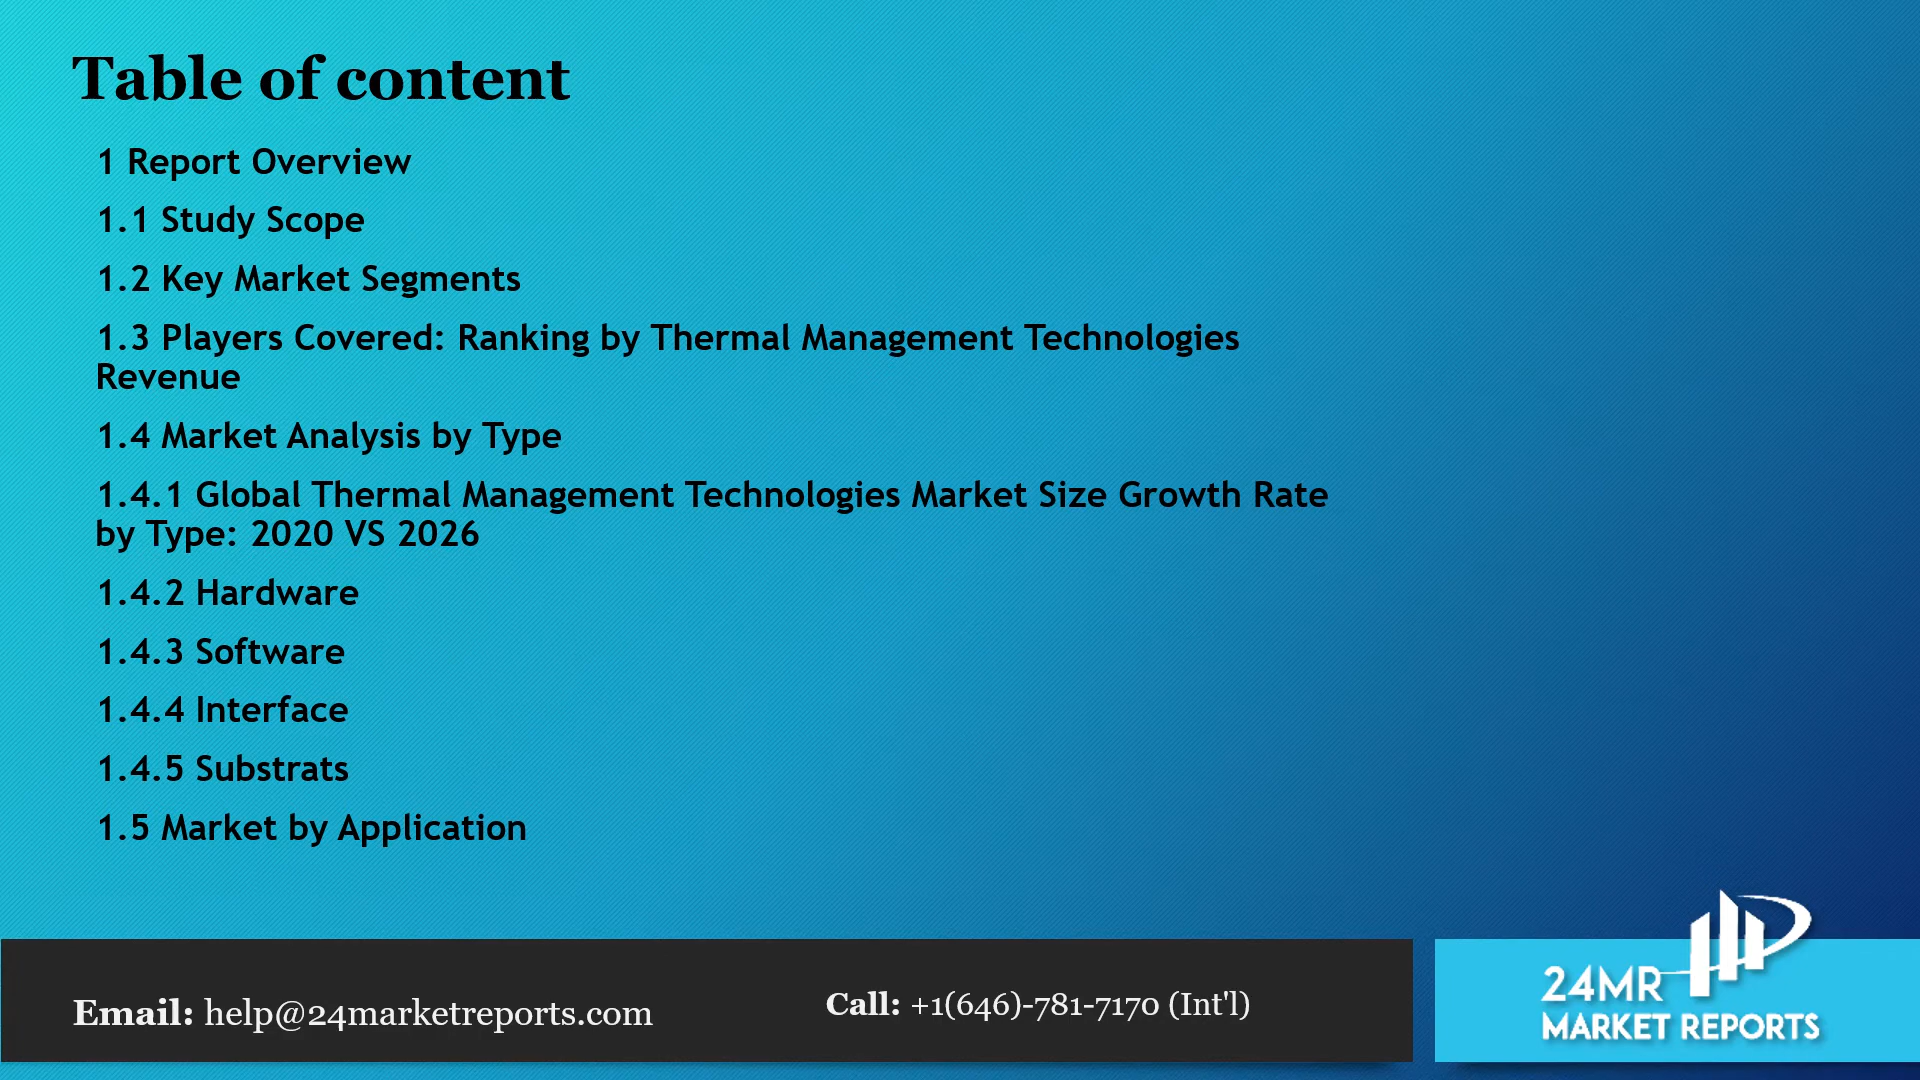 Table of content
1 Report Overview
1.1 Study Scope
1.2 Key Market Segments
1.3 Players Covered: Ranking by Thermal Management Technologies
Revenue
1.4 Market Analysis by Type
1.4.1 Global Thermal Management Technologies Market Size Growth Rate
by Type: 2020 VS 2026
1.4.2 Hardware
1.4.3 Software
1.4.4 Interface
1.4.5 Substrats
1.5 Market by Application
Email: help@24marketreports.com
Call: +1(646)-781-7170 (Int'l)
24MR
MARKET REPORTS